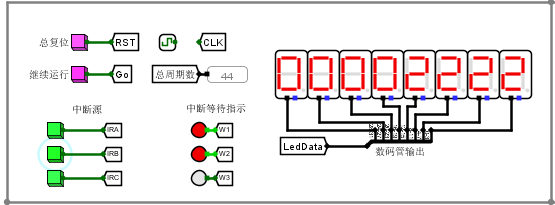 总复位 RST CLK
继续运行 Go 总周期数 44
00002222
中断源 中断等待指示
IRA W1
IRB W2
LedData 数码管输出
IRC W3